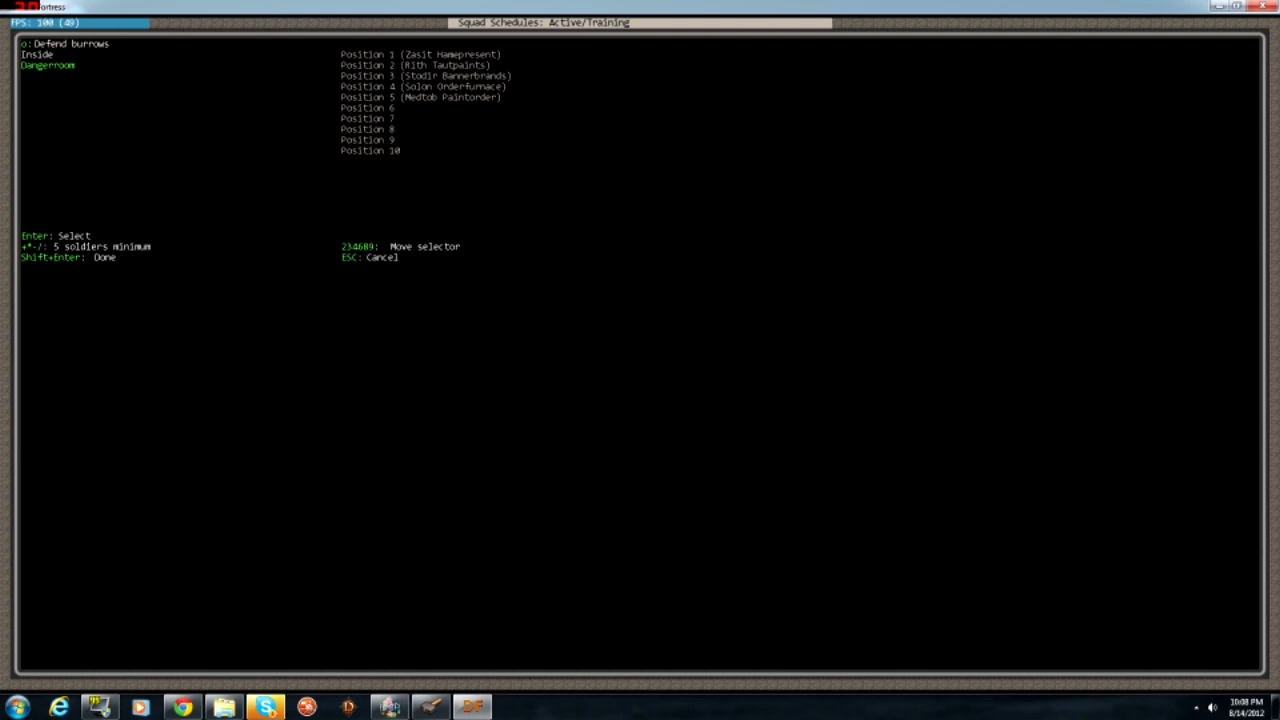 ortress
FPS: 100 (49)
Squad Schedules: Active/Training
o: Defend burrows
Inside
Dangerroom
Position 1 (Zasit Hamepresent)
Position 2 (Rith Tautpaints)
Position 3 (Stodir Bannerbrands)
Position 4 (Solon Orderfurnace)
Position 5 (Medtob Paintorder)
Position 6
Position 7
Position 8
Position 9
Position 10
Enter: Select
+*-/: 5 soldiers minimum
234689: Move selector
Shift+Enter: Done
ESC: Cancel
DF
10:08 PM
8/14/2012